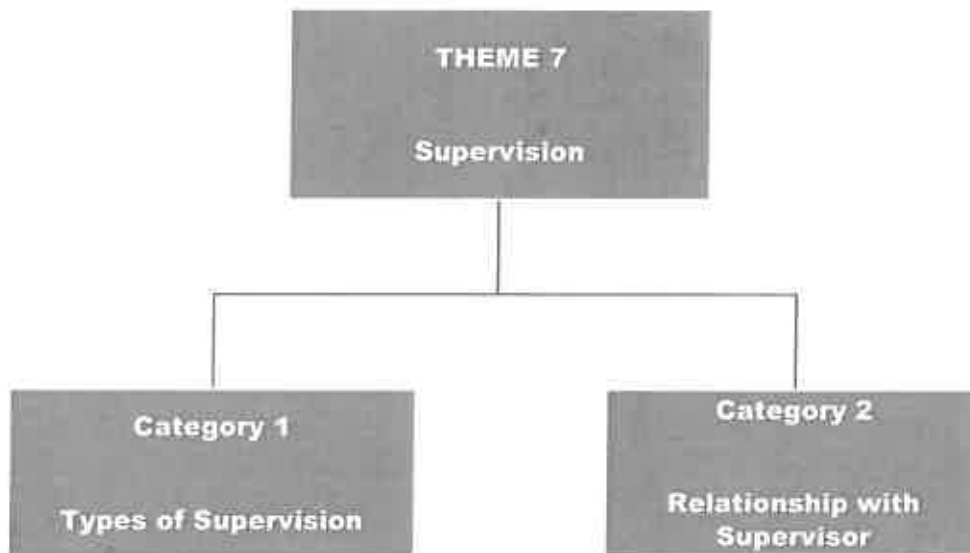 THEME 7
Supervision
Category 1
Types of Supervision
Category 2
Relationship with
Supervisor